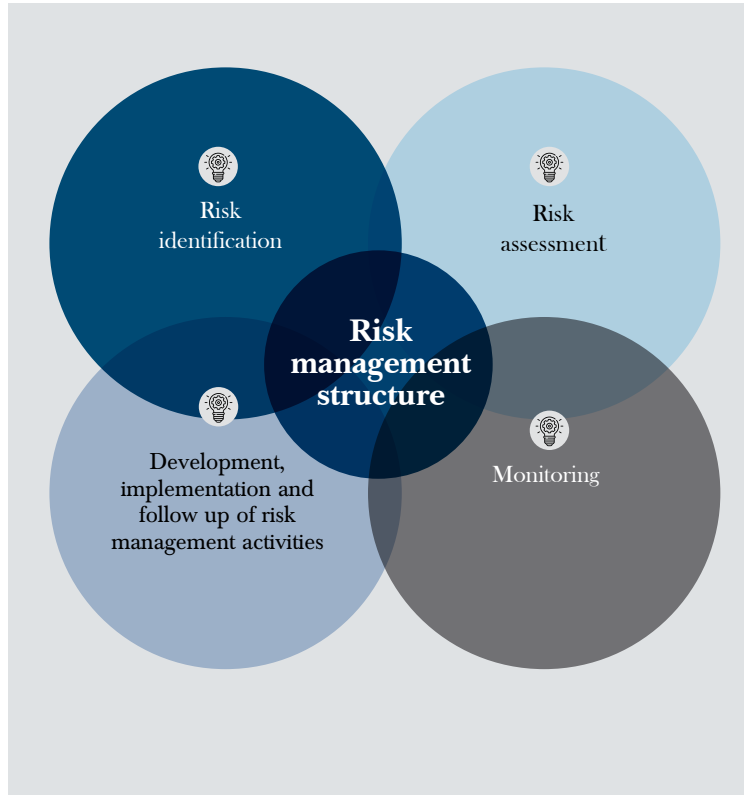 Risk
identification
Risk
assessment
Risk
management
structure
Development,
implementation and
follow up of risk
management activities
Monitoring